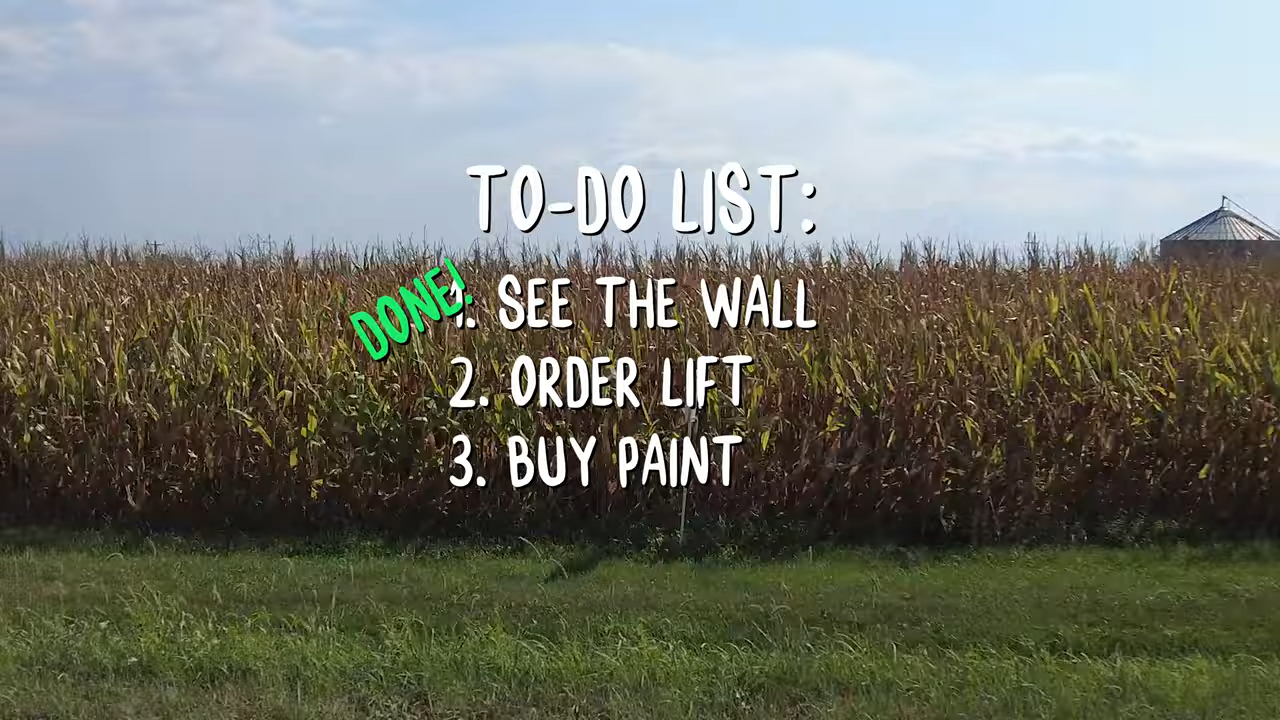 TO-DO LIST:
DONE!
1. SEE THE WALL
2. ORDER LIFT
3. BUY PAINT